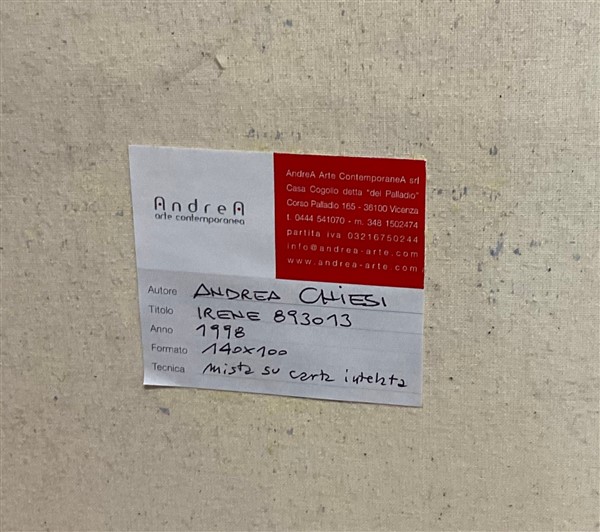 AndreA
arte contemporanea
AndreA Arte ContemporaneA srl
Casa Cogollo detta "del Palladio"
Corso Palladio 165 - 36100 Vicenza
t. 0444 541070 - m. 348 1502474
partita iva 03216750244
info@andrea-arte.com
www.andrea-arte.com
Autore ANDREA CHIESI
Titolo IRENE 893013
Anno 1998
Formato 140x100
Tecnica mista su carta intelata